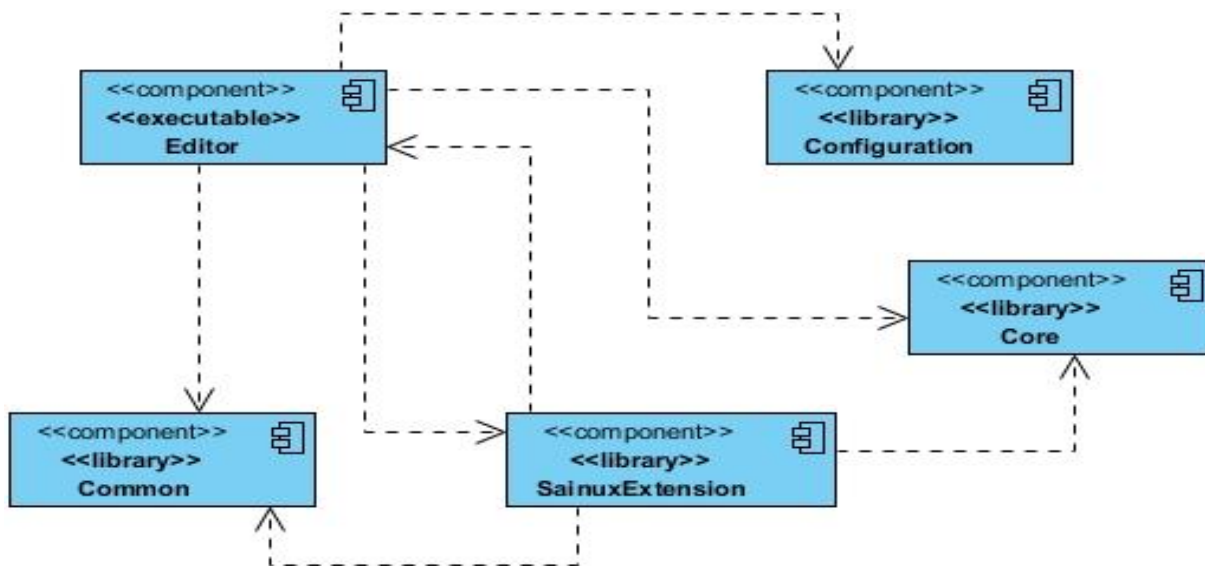 <<component>>
<<executable>>
Editor
<<component>>
<<library>>
Configuration
<<component>>
<<library>>
Core
<<component>>
<<library>>
Common
<<component>>
<<library>>
SainuxExtension